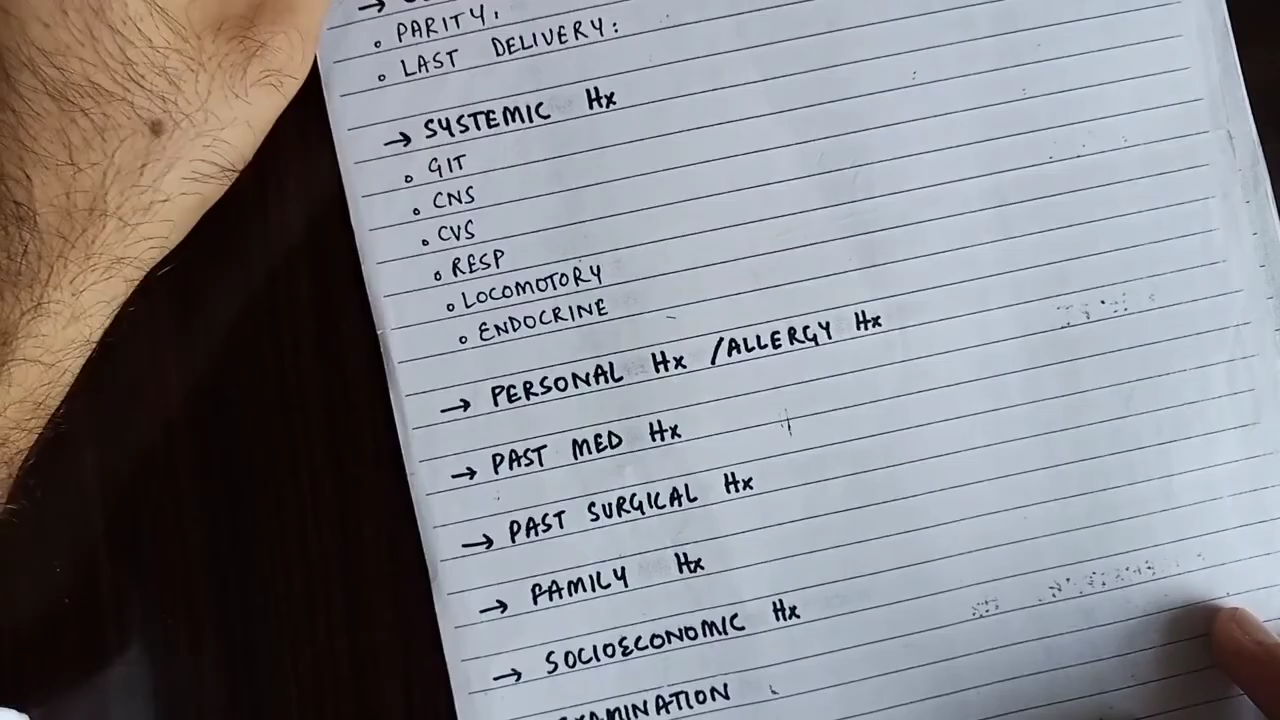 • PARITY.
• LAST DELIVERY:
→ SYSTEMIC Hx
• GIT
• CNS
• CVS
• RESP
• LOCOMOTORY
• ENDOCRINE
→ PERSONAL Hx /ALLERGY Hx
→ PAST MED Hx
→ PAST SURGICAL Hx
→ FAMILY Hx
→ SOCIOECONOMIC Hx
EXAMINATION